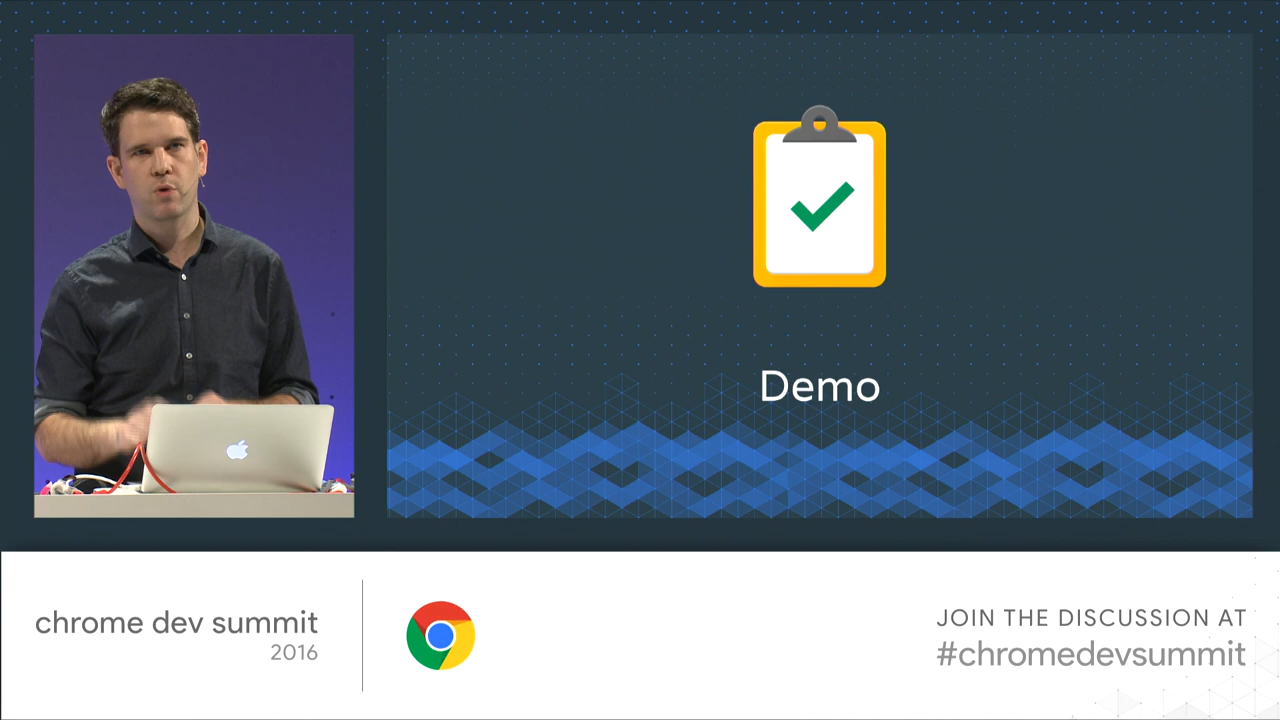 Demo
chrome dev summit
2016
JOIN THE DISCUSSION AT
#chromedevsummit